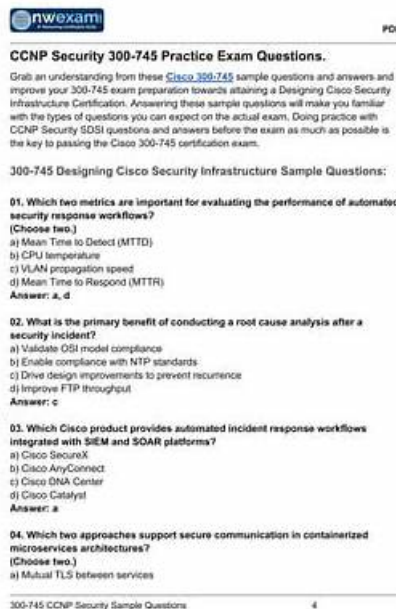 nwexam
PD
CCNP Security 300-745 Practice Exam Questions.
Grab an understanding from these Cisco 300-745 sample questions and answers and
improve your 300-745 exam preparation towards attaining a Designing Cisco Security
Infrastructure Certification. Answering these sample questions will make you familiar
with the types of questions you can expect on the actual exam. Doing practice with
CCNP Security SDSI questions and answers before the exam as much as possible is
the key to passing the Cisco 300-745 certification exam.
300-745 Designing Cisco Security Infrastructure Sample Questions:
01. Which two metrics are important for evaluating the performance of automated
security response workflows?
(Choose two.)
a) Mean Time to Detect (MTTD)
b) CPU temperature
c) VLAN propagation speed
d) Mean Time to Respond (MTTR)
Answer: a, d
02. What is the primary benefit of conducting a root cause analysis after a
security incident?
a) Validate OSI model compliance
b) Enable compliance with NTP standards
c) Drive design improvements to prevent recurrence
d) Improve FTP throughput
Answer: c
03. Which Cisco product provides automated incident response workflows
integrated with SIEM and SOAR platforms?
a) Cisco SecureX
b) Cisco AnyConnect
c) Cisco DNA Center
d) Cisco Catalyst
Answer: a
04. Which two approaches support secure communication in containerized
microservices architectures?
(Choose two.)
a) Mutual TLS between services
300-745 CCNP Security Sample Questions 4